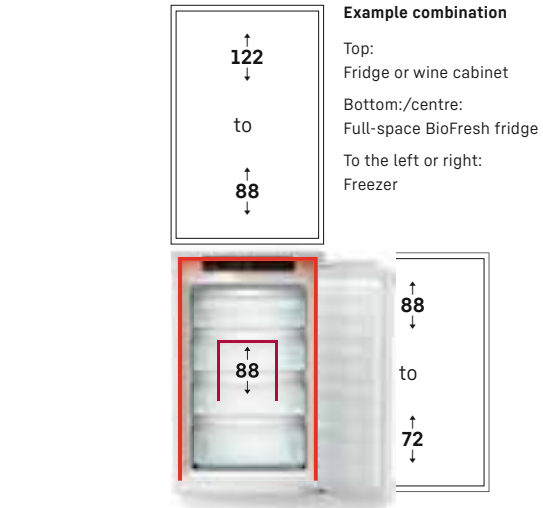 Example combination
Top:
Fridge or wine cabinet
Bottom:/centre:
Full-space BioFresh fridge
To the left or right:
Freezer
↑
122
↓
to
↑
88
↓
↑
88
↓
↑
88
↓
to
↑
72
↓